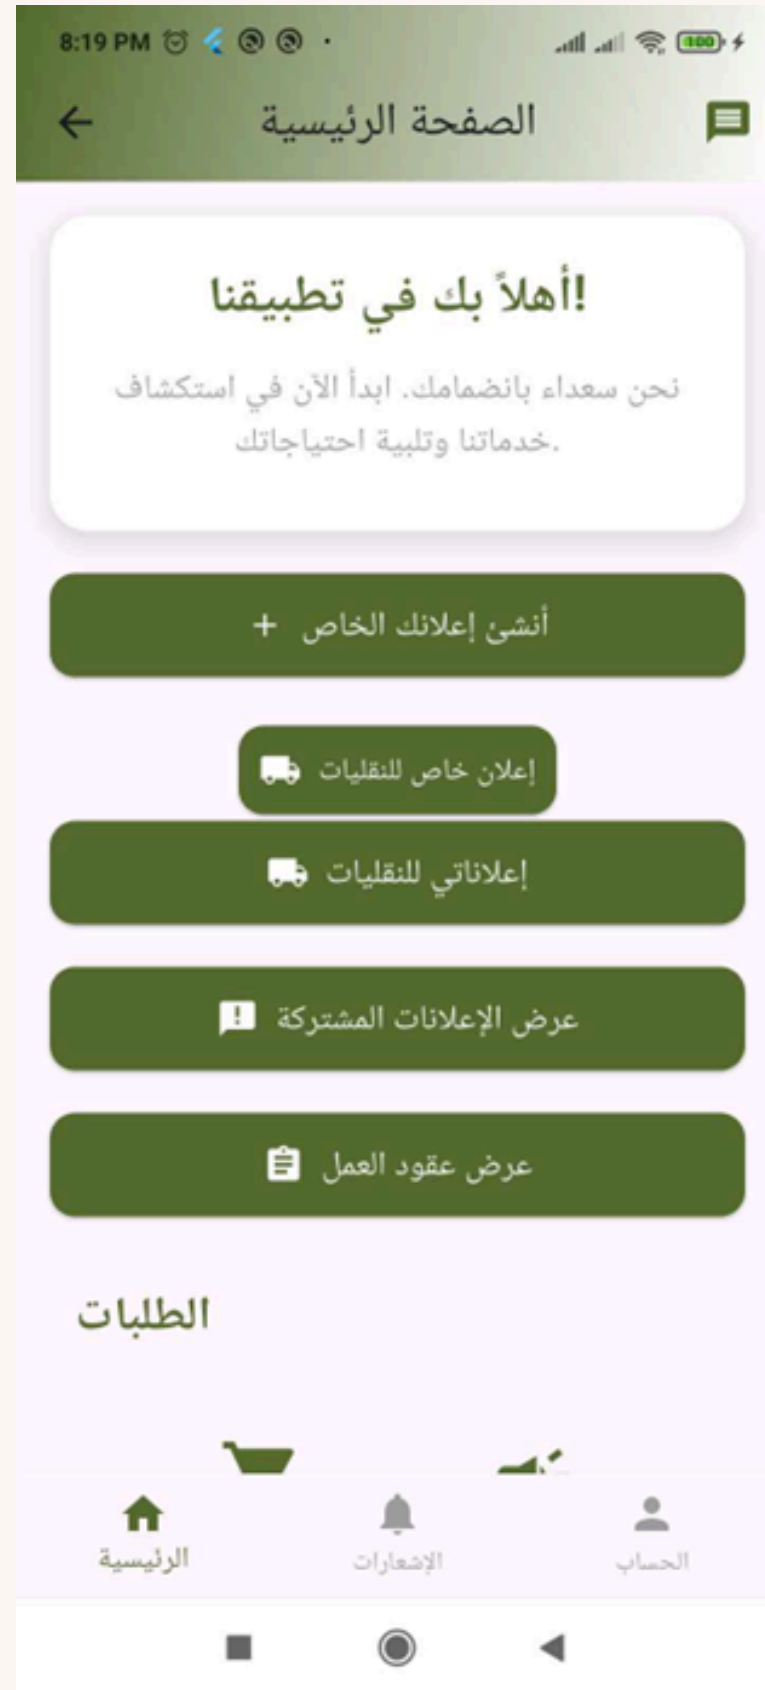 8:19 PM
100
الصفحة الرئيسية
أهلاً بك في تطبيقنا!
نحن سعداء بانضمامك. ابدأ الآن في استكشاف
خدماتنا وتلبية احتياجاتك.
أنشئ إعلانك الخاص +
إعلان خاص للنقليات
إعلاناتي للنقليات
عرض الإعلانات المشتركة
عرض عقود العمل
الطلبات
الحساب
الإشعارات
الرئيسية